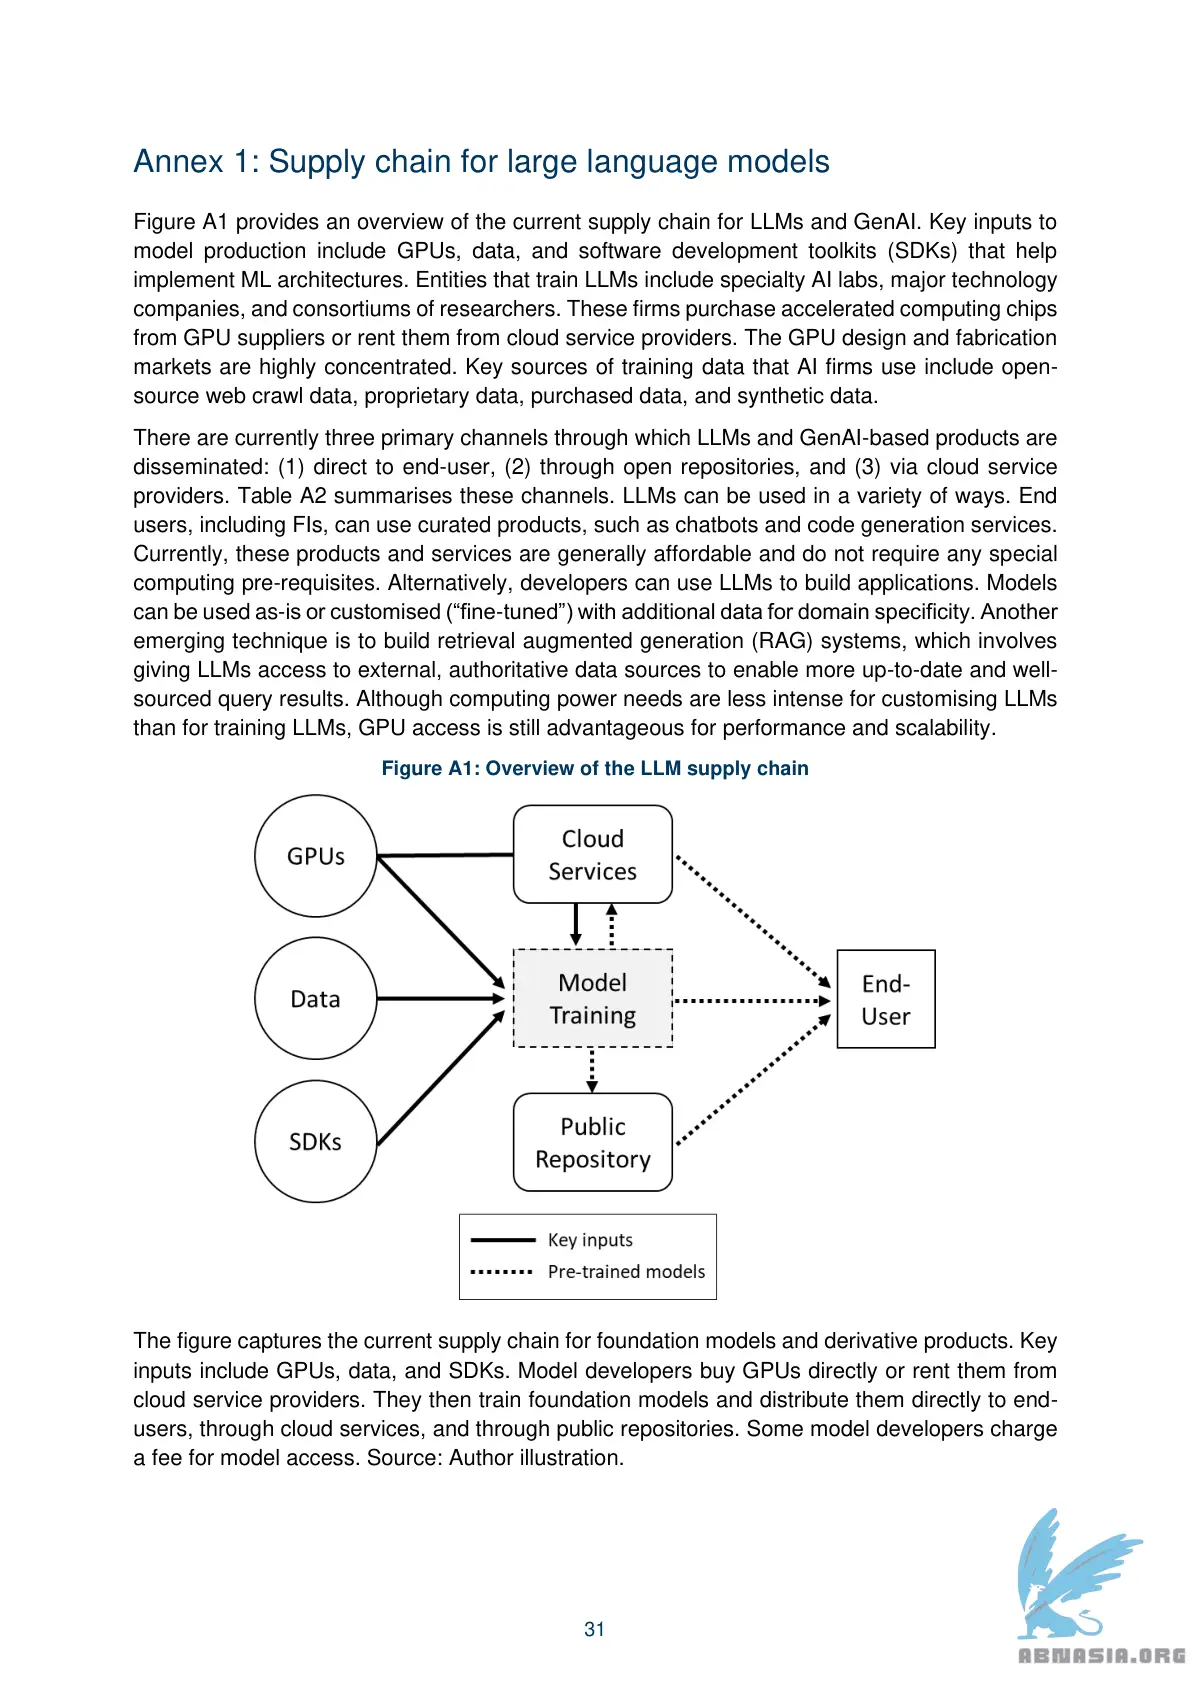 Annex 1: Supply chain for large language models
Figure A1 provides an overview of the current supply chain for LLMs and GenAI. Key inputs to
model production include GPUs, data, and software development toolkits (SDKs) that help
implement ML architectures. Entities that train LLMs include specialty AI labs, major technology
companies, and consortiums of researchers. These firms purchase accelerated computing chips
from GPU suppliers or rent them from cloud service providers. The GPU design and fabrication
markets are highly concentrated. Key sources of training data that AI firms use include open-
source web crawl data, proprietary data, purchased data, and synthetic data.
There are currently three primary channels through which LLMs and GenAI-based products are
disseminated: (1) direct to end-user, (2) through open repositories, and (3) via cloud service
providers. Table A2 summarises these channels. LLMs can be used in a variety of ways. End
users, including FIs, can use curated products, such as chatbots and code generation services.
Currently, these products and services are generally affordable and do not require any special
computing pre-requisites. Alternatively, developers can use LLMs to build applications. Models
can be used as-is or customised (“fine-tuned”) with additional data for domain specificity. Another
emerging technique is to build retrieval augmented generation (RAG) systems, which involves
giving LLMs access to external, authoritative data sources to enable more up-to-date and well-
sourced query results. Although computing power needs are less intense for customising LLMs
than for training LLMs, GPU access is still advantageous for performance and scalability.
Figure A1: Overview of the LLM supply chain
GPUs
Cloud
Services
Data
Model
Training
End-
User
SDKs
Public
Repository
Key inputs
Pre-trained models
The figure captures the current supply chain for foundation models and derivative products. Key
inputs include GPUs, data, and SDKs. Model developers buy GPUs directly or rent them from
cloud service providers. They then train foundation models and distribute them directly to end-
users, through cloud services, and through public repositories. Some model developers charge
a fee for model access. Source: Author illustration.
31
ABNASIA.ORG